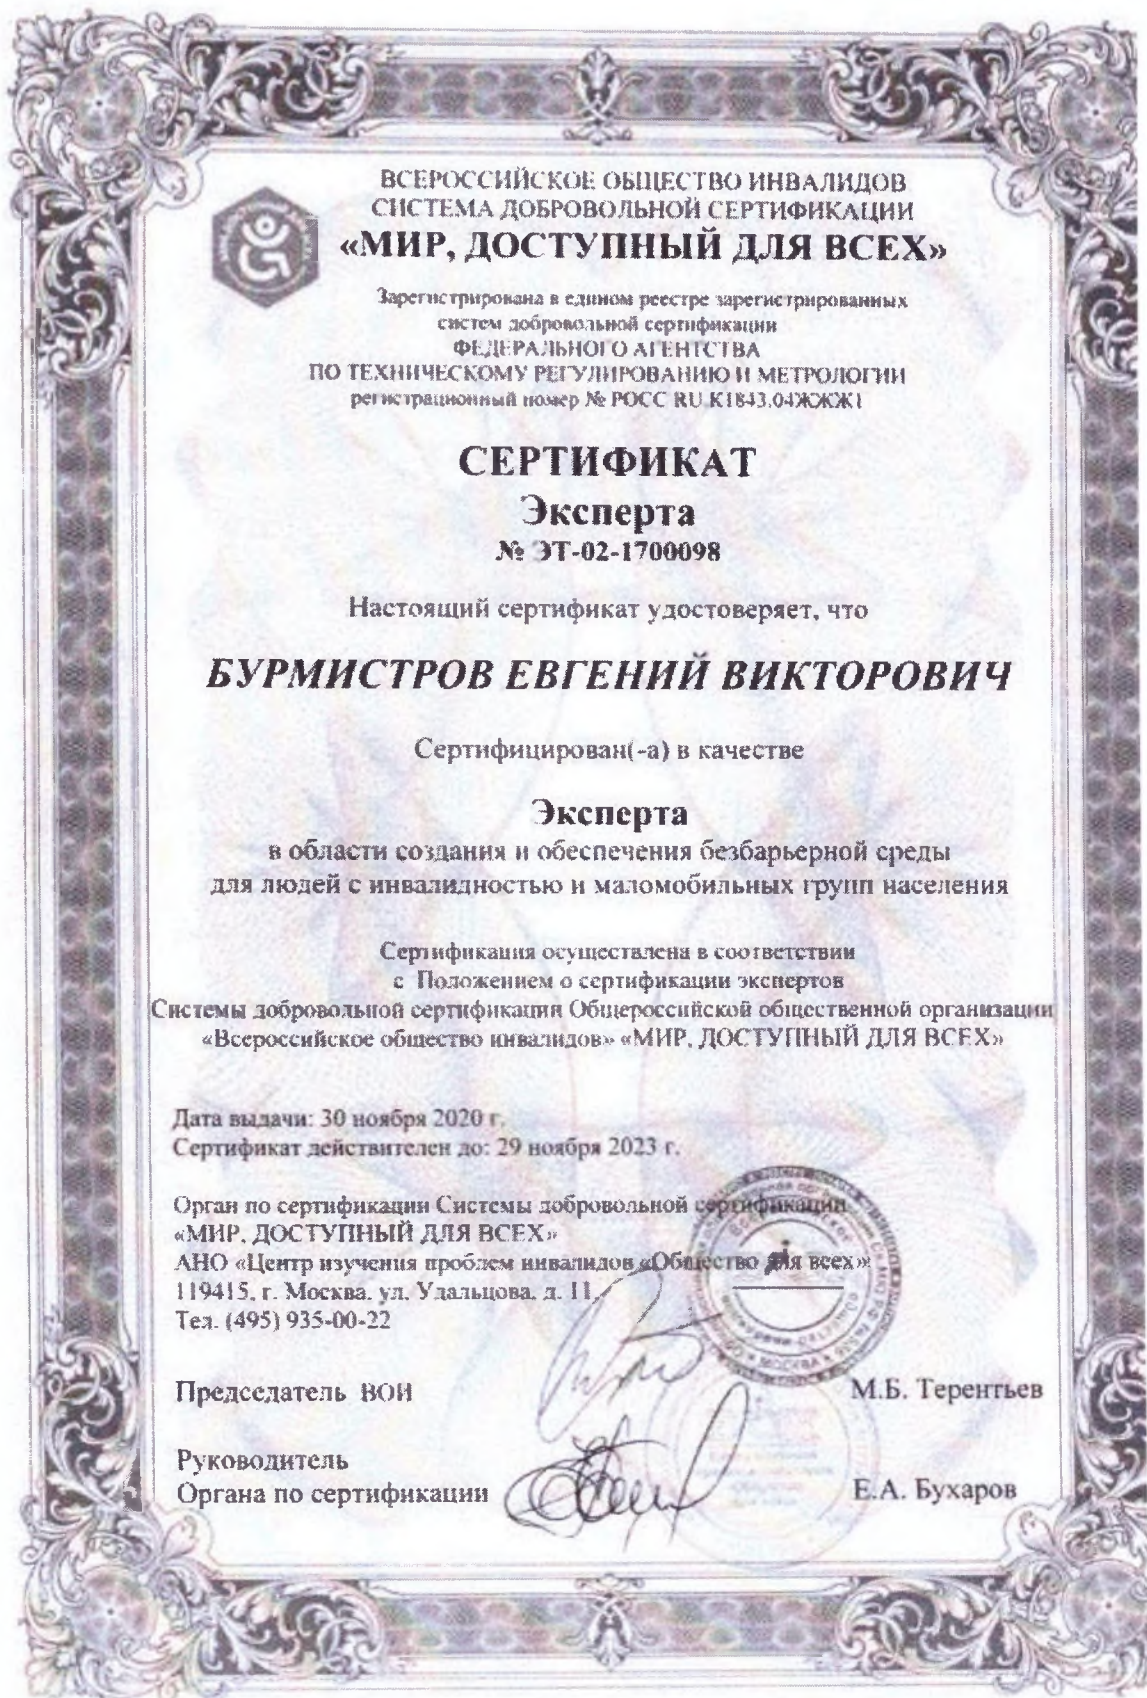 ВСЕРОССИЙСКОЕ ОБЩЕСТВО ИНВАЛИДОВ
СИСТЕМА ДОБРОВОЛЬНОЙ СЕРТИФИКАЦИИ
«МИР, ДОСТУПНЫЙ ДЛЯ ВСЕХ»
Зарегистрирована в едином реестре зарегистрированных
систем добровольной сертификации
ФЕДЕРАЛЬНОГО АГЕНТСТВА
ПО ТЕХНИЧЕСКОМУ РЕГУЛИРОВАНИЮ И МЕТРОЛОГИИ
регистрационный номер № РОСС RU.К1843.04ЖЖЖ1
СЕРТИФИКАТ
Эксперта
№ ЭТ-02-1700098
Настоящий сертификат удостоверяет, что
БУРМИСТРОВ ЕВГЕНИЙ ВИКТОРОВИЧ
Сертифицирован(-а) в качестве
Эксперта
в области создания и обеспечения безбарьерной среды
для людей с инвалидностью и маломобильных групп населения
Сертификация осуществлена в соответствии
с Положением о сертификации экспертов
Системы добровольной сертификации Общероссийской общественной организации
«Всероссийское общество инвалидов» «МИР, ДОСТУПНЫЙ ДЛЯ ВСЕХ»
Дата выдачи: 30 ноября 2020 г.
Сертификат действителен до: 29 ноября 2023 г.
Орган по сертификации Системы добровольной сертификации
«МИР, ДОСТУПНЫЙ ДЛЯ ВСЕХ»
АНО «Центр изучения проблем инвалидов «Общество для всех»
119415, г. Москва, ул. Удальцова, д. 11,
Тел. (495) 935-00-22
МОСКВА
Председатель ВОИ М.Б. Терентьев
Руководитель
Органа по сертификации Е.А. Бухаров